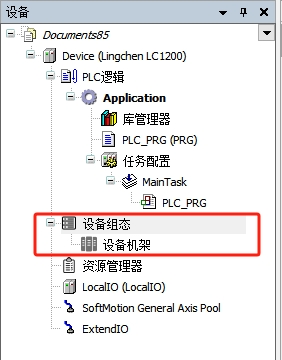 设备
Documents85
Device (Lingchen LC1200)
PLC逻辑
Application
库管理器
PLC_PRG (PRG)
任务配置
MainTask
PLC_PRG
设备组态
设备机架
资源管理器
LocalIO (LocalIO)
SoftMotion General Axis Pool
ExtendIO